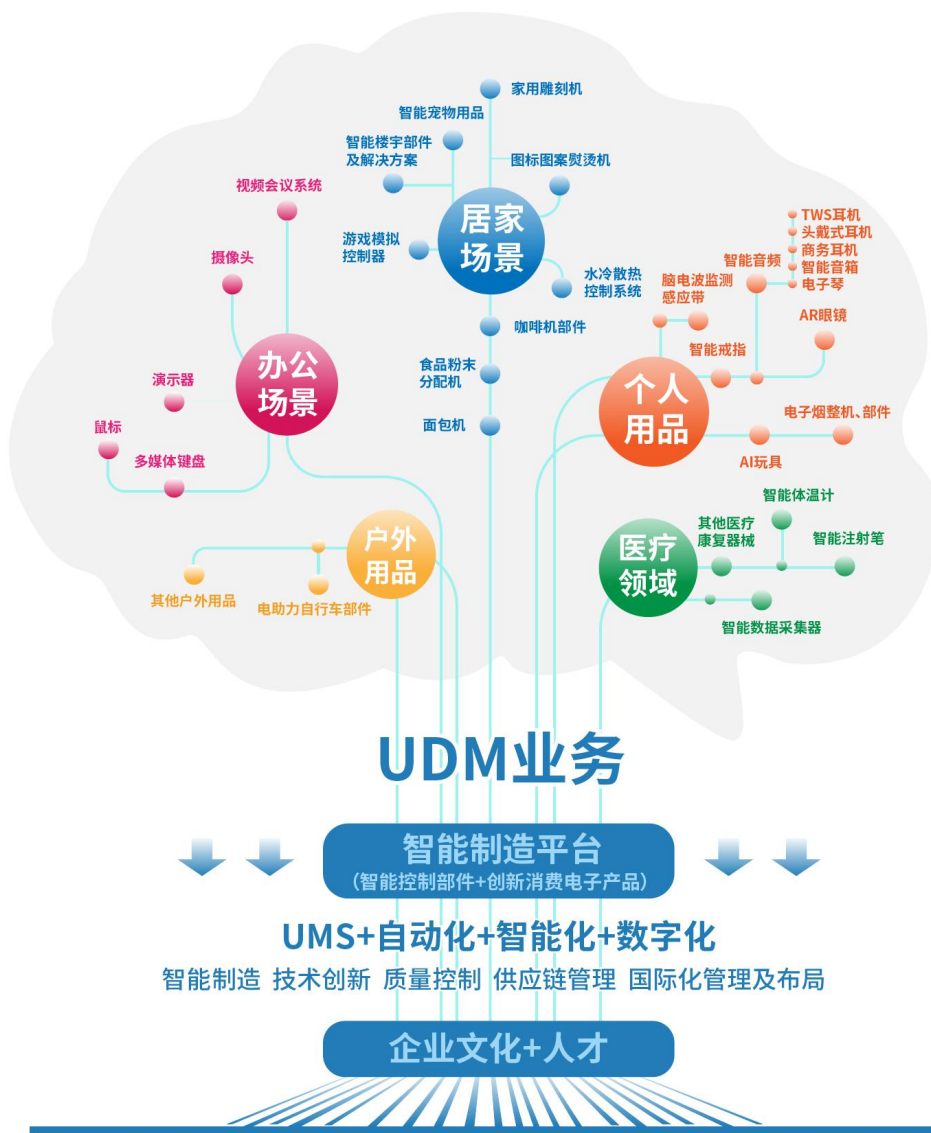 家用雕刻机
智能宠物用品
智能楼宇部件
及解决方案
图标图案熨烫机
视频会议系统
居家
场景
游戏模拟
控制器
水冷散热
控制系统
摄像头
咖啡机部件
办公
场景
食品粉末
分配机
演示器
面包机
鼠标
多媒体键盘
TWS耳机
头戴式耳机
商务耳机
智能音箱
电子琴
智能音频
脑电波监测
感应带
AR眼镜
智能戒指
个人
用品
电子烟整机、部件
AI玩具
户外
用品
其他户外用品
电助力自行车部件
医疗
领域
智能体温计
其他医疗
康复器械
智能注射笔
智能数据采集器
UDM业务
智能制造平台
(智能控制部件+创新消费电子产品)
UMS+自动化+智能化+数字化
智能制造 技术创新 质量控制 供应链管理 国际化管理及布局
企业文化+人才